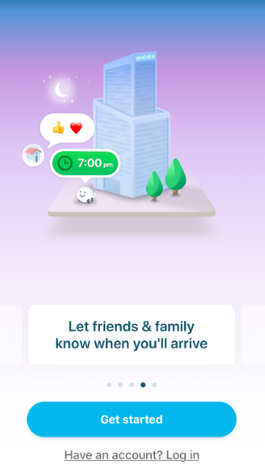 WORK
7:00 pm
Let friends & family
know when you'll arrive
Get started
Have an account? Log in